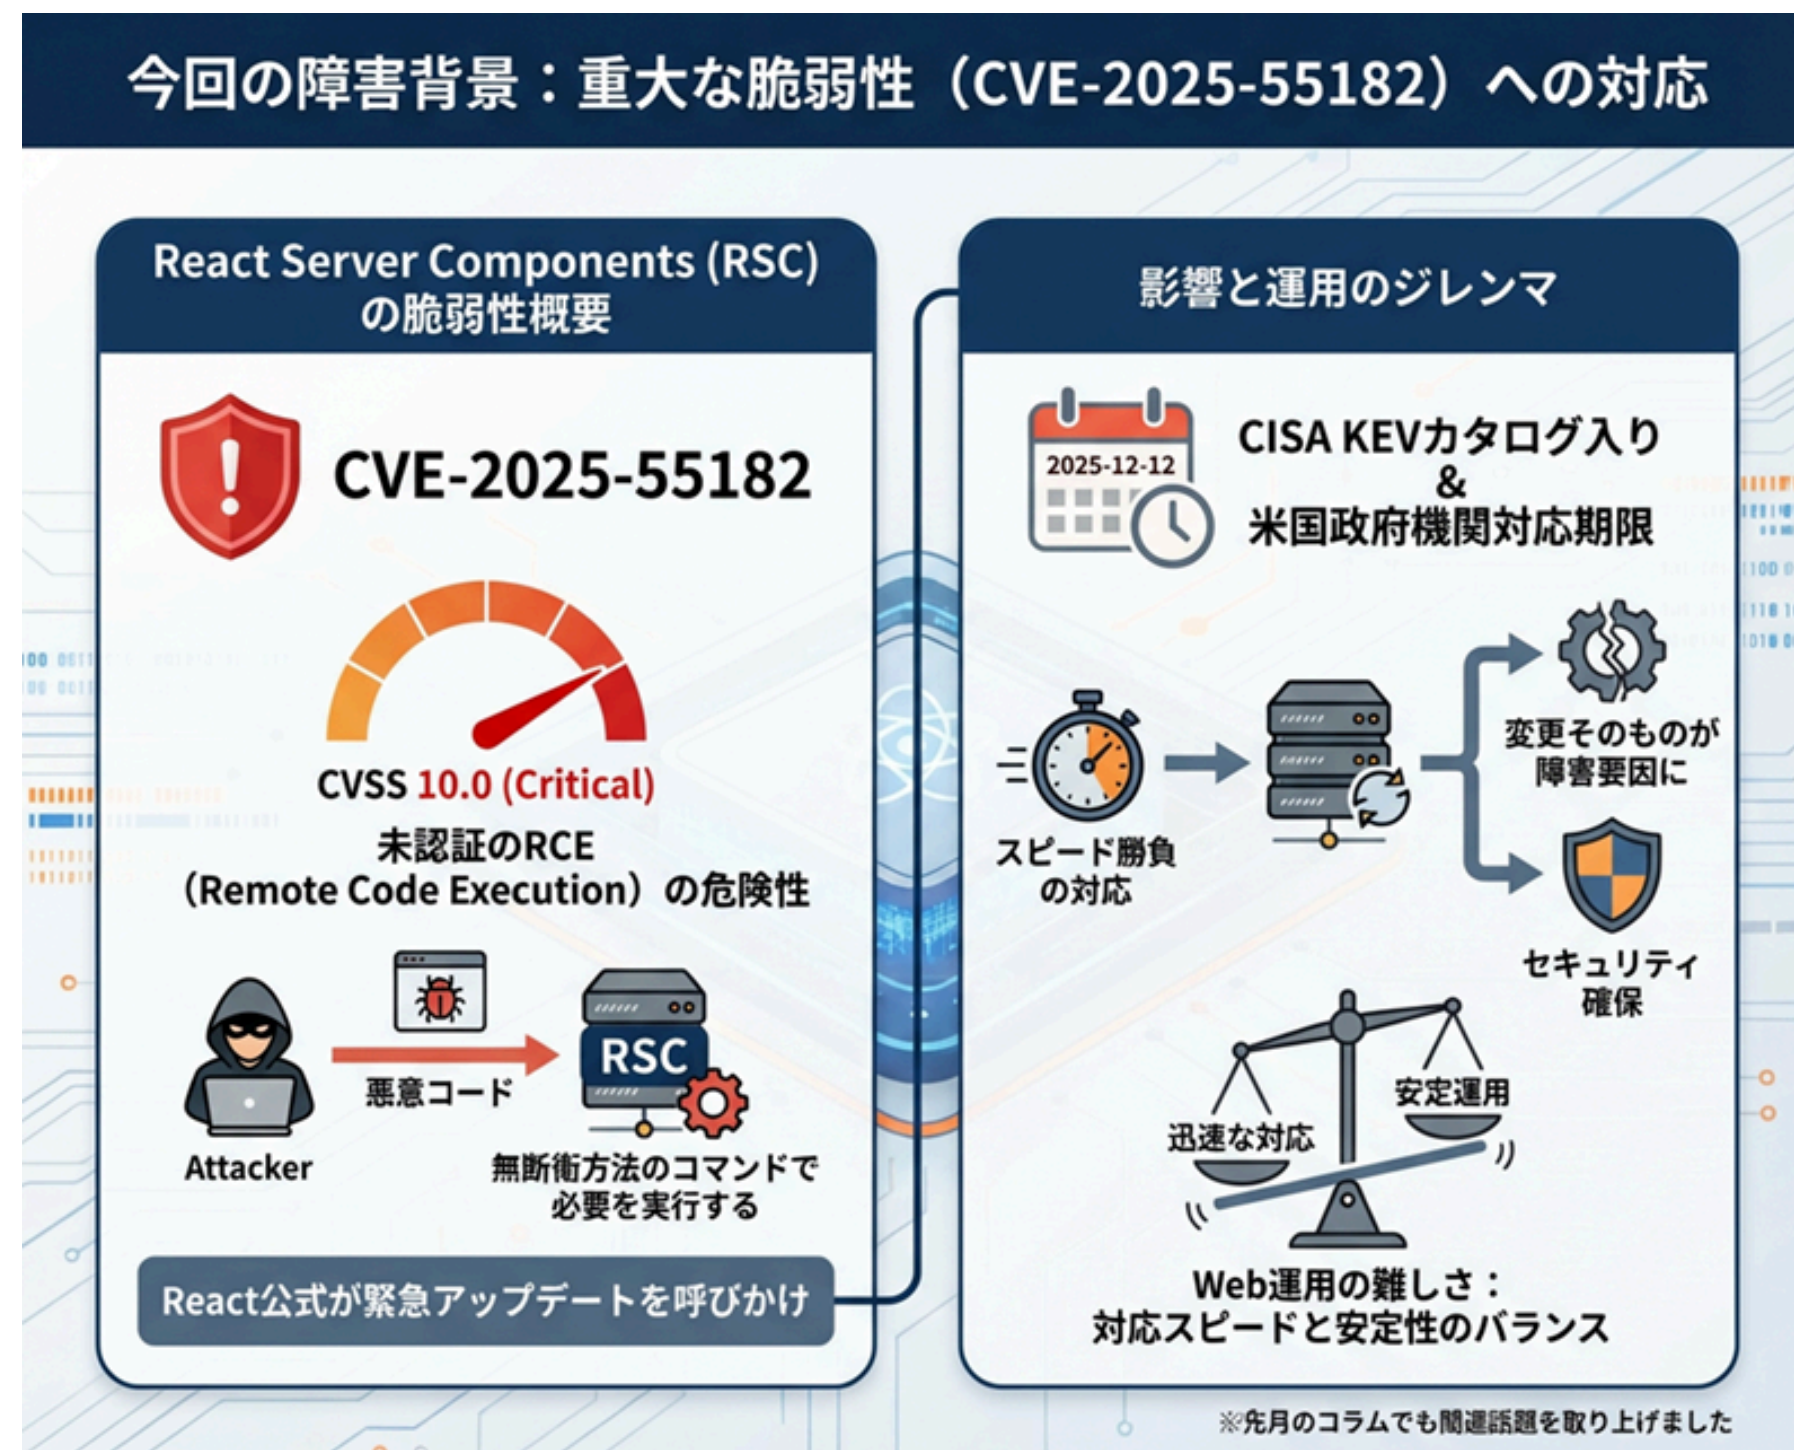 今回の障害背景：重大な脆弱性（CVE-2025-55182）への対応
React Server Components (RSC)
の脆弱性概要
CVE-2025-55182
CVSS 10.0 (Critical)
未認証のRCE
（Remote Code Execution）の危険性
悪意コード
RSC
Attacker
無断術方法のコマンドで
必要を実行する
React公式が緊急アップデートを呼びかけ
影響と運用のジレンマ
2025-12-12
CISA KEVカタログ入り
&
米国政府機関対応期限
スピード勝負
の対応
変更そのものが
障害要因に
セキュリティ
確保
迅速な対応
安定運用
Web運用の難しさ：
対応スピードと安定性のバランス
※先月のコラムでも関連話題を取り上げました